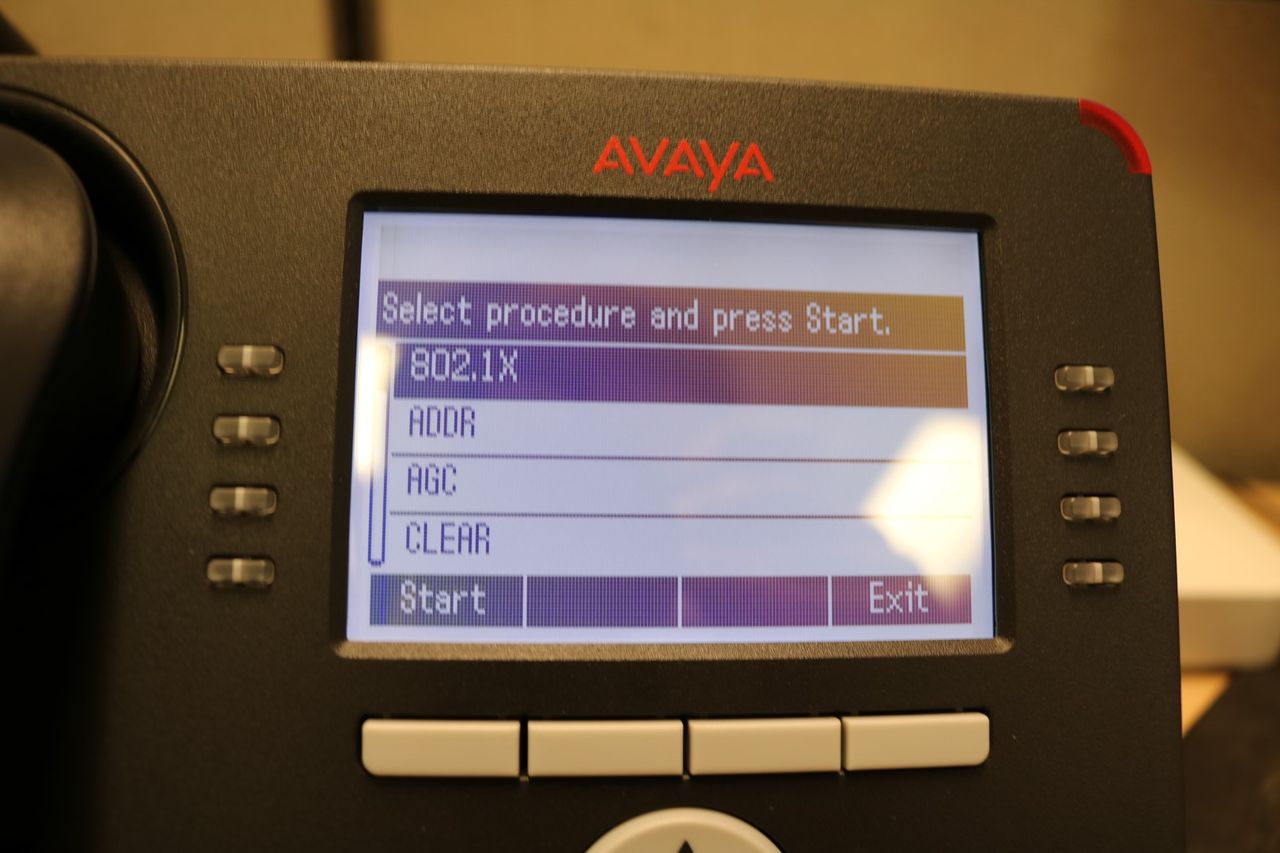 AVAYA
Select procedure and press Start.
802.1X
ADDR
AGC
CLEAR
Start Exit